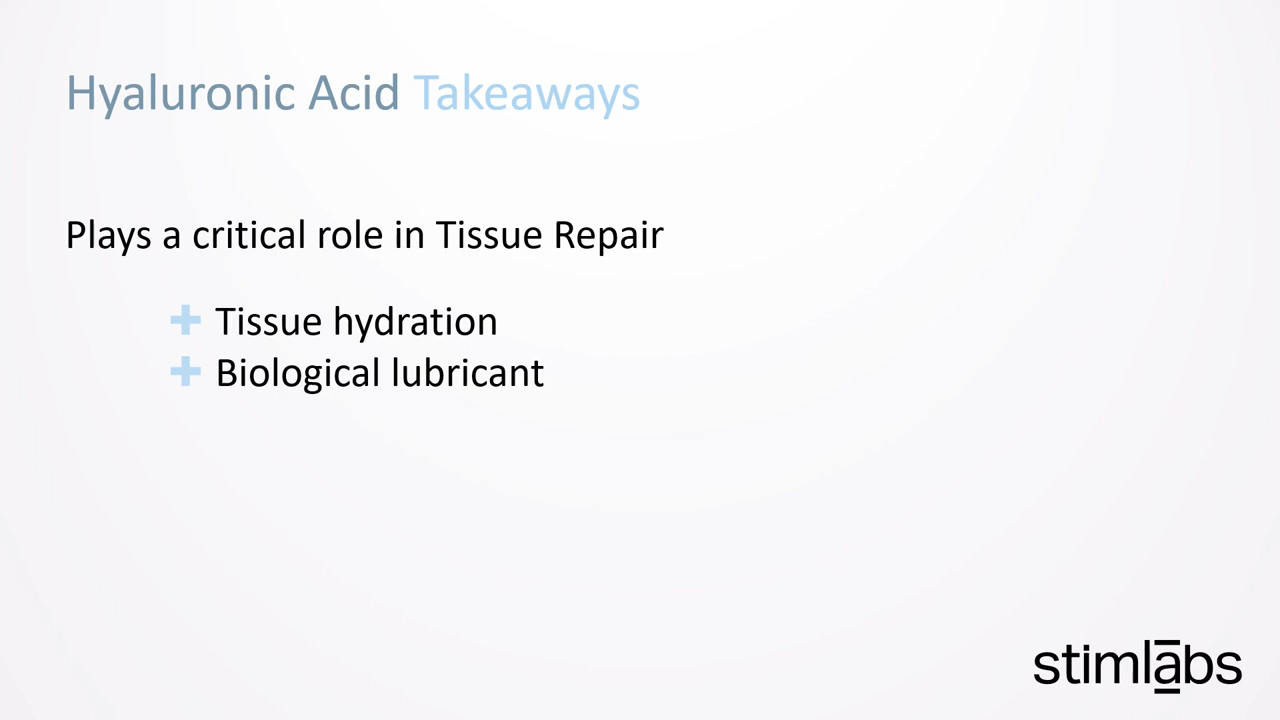 Hyaluronic Acid Takeaways
Plays a critical role in Tissue Repair
Tissue hydration
Biological lubricant
stimlabs